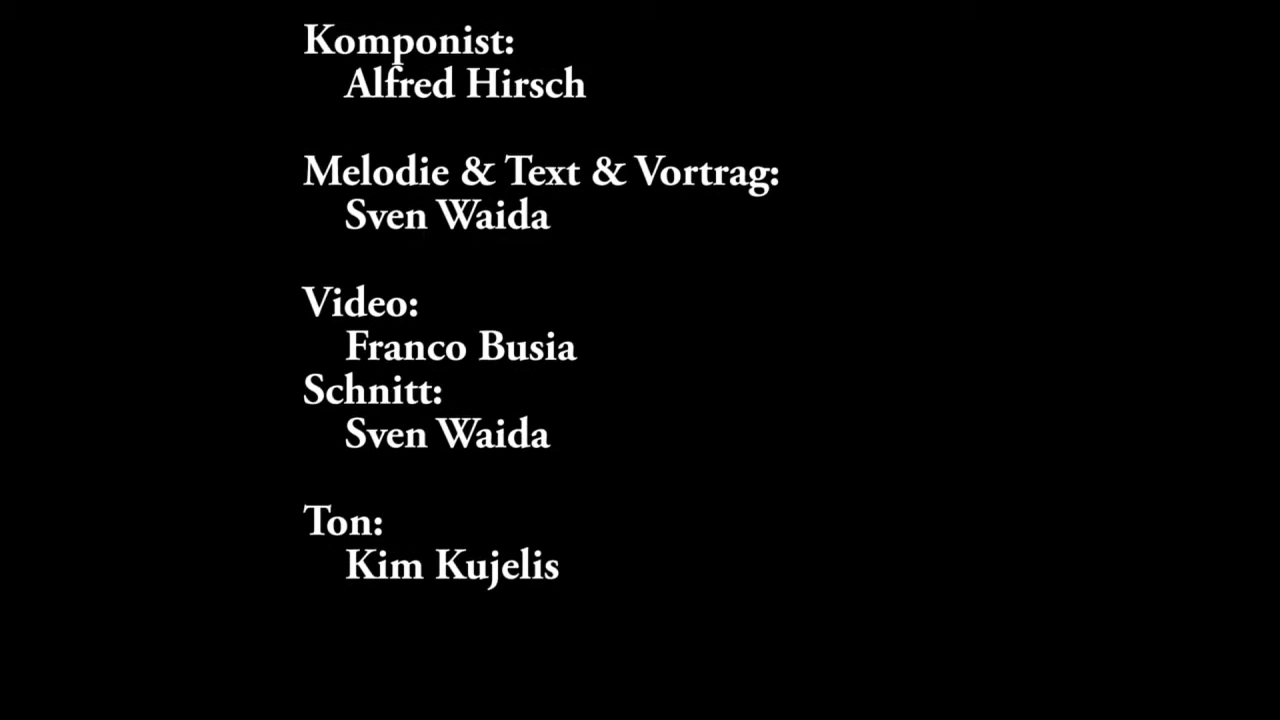 Komponist:
Alfred Hirsch
Melodie & Text & Vortrag:
Sven Waida
Video:
Franco Busia
Schnitt:
Sven Waida
Ton:
Kim Kujelis